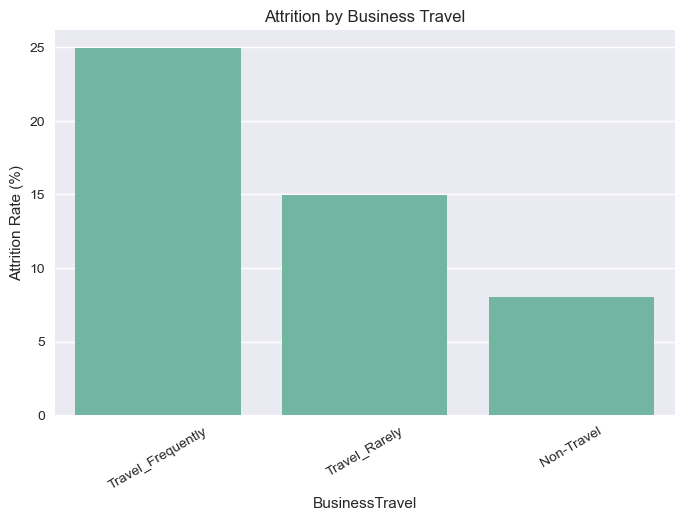 Attrition by Business Travel
Attrition Rate (%)
25
20
15
10
5
0
Travel_Frequently
Travel_Rarely
Non-Travel
BusinessTravel